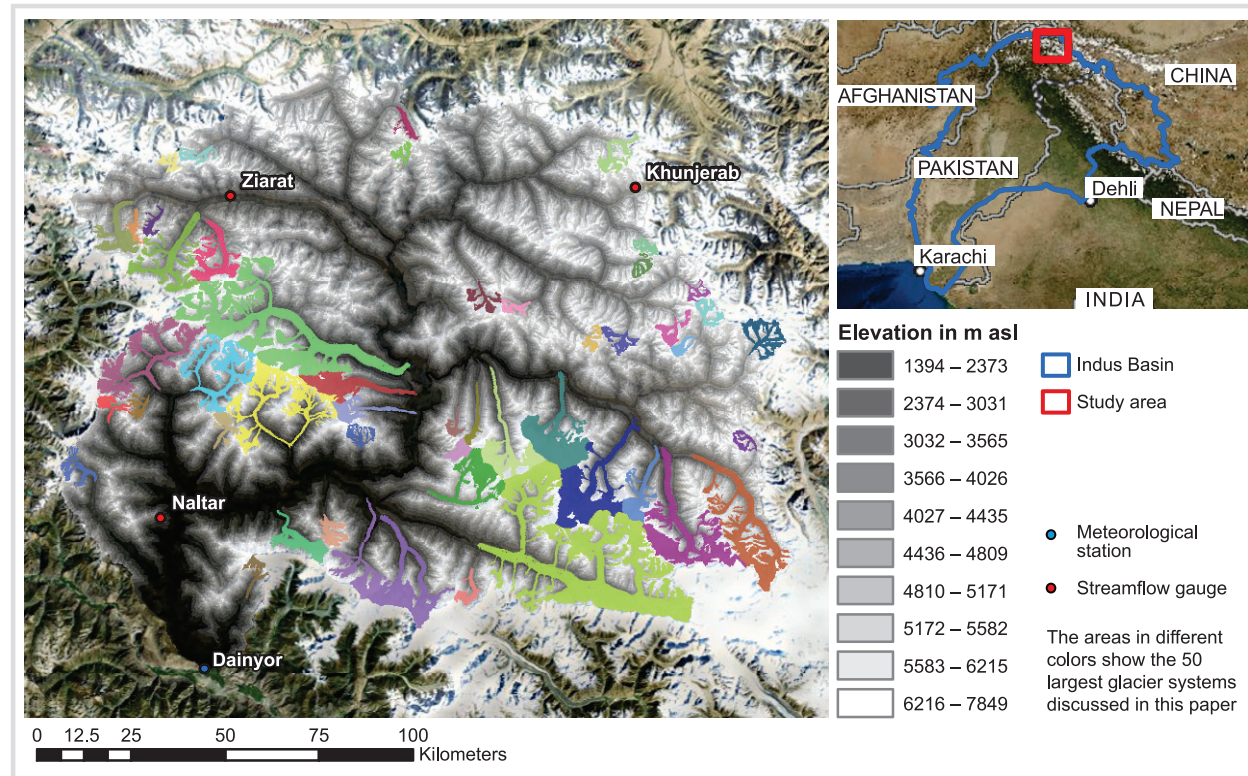 Ziarat
Khunjerab
Naltar
Dainyor
0 12.5 25 50 75 100
Kilometers
CHINA
AFGHANISTAN
PAKISTAN
Dehli
NEPAL
Karachi
INDIA
Elevation in m asl
1394 – 2373
2374 – 3031
3032 – 3565
3566 – 4026
4027 – 4435
4436 – 4809
4810 – 5171
5172 – 5582
5583 – 6215
6216 – 7849
Indus Basin
Study area
Meteorological
station
Streamflow gauge
The areas in different
colors show the 50
largest glacier systems
discussed in this paper